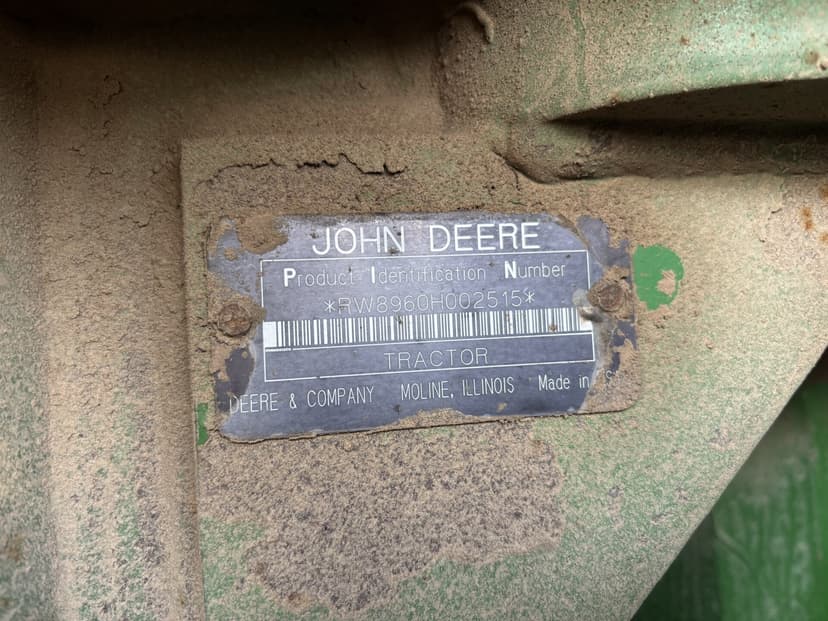 JOHN DEERE
Product Identification Number
*RW8960H002515*
TRACTOR
DEERE & COMPANY MOLINE, ILLINOIS Made in